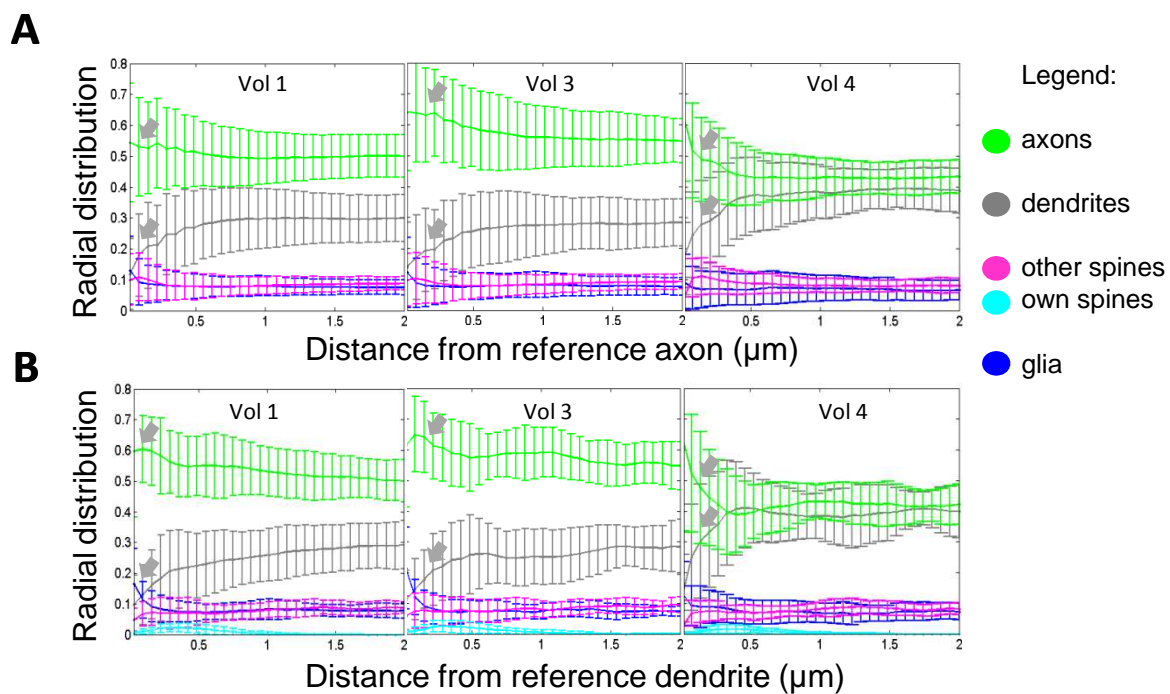 A
Vol 1 Vol 3 Vol 4
Radial distribution
0.8
0.7
0.6
0.5
0.4
0.3
0.2
0.1
0
0.5 1 1.5 2 0.5 1 1.5 2 0.5 1 1.5 2
Distance from reference axon (µm)
Legend:
axons
dendrites
other spines
own spines
glia
B
Vol 1 Vol 3 Vol 4
Radial distribution
0.8
0.7
0.6
0.5
0.4
0.3
0.2
0.1
0
0.5 1 1.5 2 0.5 1 1.5 2 0.5 1 1.5 2
Distance from reference dendrite (µm)